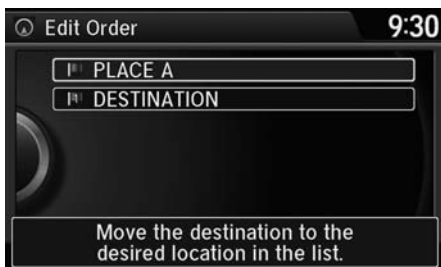 Edit Order
9:30
PLACE A
DESTINATION
Move the destination to the
desired location in the list.